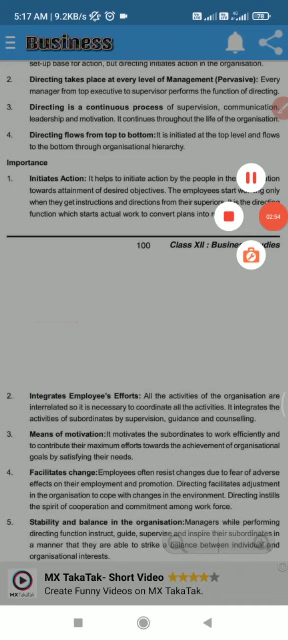 5:17 AM | 9.2KB/s
78
Business
set-up base for action, but directing initiates action in the organisation.
2. Directing takes place at every level of Management (Pervasive): Every
manager from top executive to supervisor performs the function of directing.
3. Directing is a continuous process of supervision, communication,
leadership and motivation. It continues throughout the life of the organisation.
4. Directing flows from top to bottom: It is initiated at the top level and flows
to the bottom through organisational hierarchy.
Importance
1. Initiates Action: It helps to initiate action by the people in the
towards attainment of desired objectives. The employees start only
when they get instructions and directions from their superiors. is the
function which starts actual work to convert plans into
02:54
100 Class XII : Business Studies
2. Integrates Employee's Efforts: All the activities of the organisation are
interrelated so it is necessary to coordinate all the activities. It integrates the
activities of subordinates by supervision, guidance and counselling.
3. Means of motivation: It motivates the subordinates to work efficiently and
to contribute their maximum efforts towards the achievement of organisational
goals by satisfying their needs.
4. Facilitates change: Employees often resist changes due to fear of adverse
effects on their employment and promotion. Directing facilitates adjustment
in the organisation to cope with changes in the environment. Directing instills
the spirit of cooperation and commitment among work force.
5. Stability and balance in the organisation: Managers while performing
directing function instruct, guide, supervise and inspire their subordinates in
a manner that they are able to strike a balance between individual and
organisational interests.
MX TakaTak- Short Video
Create Funny Videos on MX TakaTak.
MX TakaTak